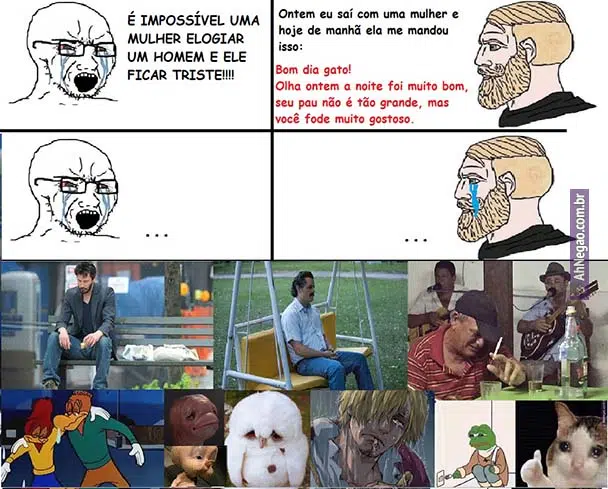 É IMPOSSÍVEL UMA
MULHER ELOGIAR
UM HOMEM E ELE
FICAR TRISTE!!!!
Ontem eu saí com uma mulher e
hoje de manhã ela me mandou
isso:
Bom dia gato!
Olha ontem a noite foi muito bom,
seu pau não é tão grande, mas
você fode muito gostoso.
...
...
AhNegao.com.br